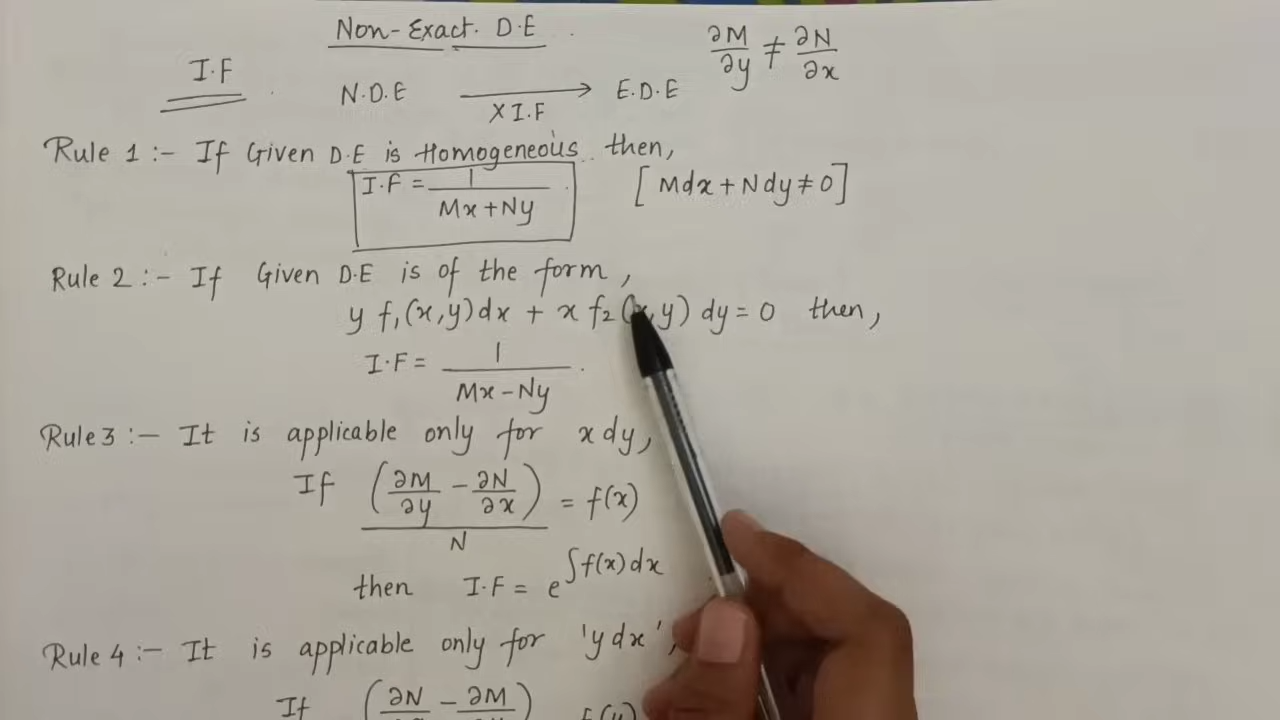 Non-Exact D.E
∂M/∂y ≠ ∂N/∂x
I.F
N.D.E ⟶ E.D.E
X I.F
Rule 1 :- If Given D.E is Homogeneous then,
I.F = 1/(Mx + Ny) [Mdx + Ndy ≠ 0]
Rule 2 :- If Given D.E is of the form,
y f₁(x,y)dx + x f₂(x,y) dy = 0 then,
I.F = 1/(Mx - Ny).
Rule 3 :- It is applicable only for x dy,
If (∂M/∂y - ∂N/∂x)/N = f(x)
then I.F = e^∫f(x)dx
Rule 4 :- It is applicable only for 'y dx',
If (∂N - ∂M